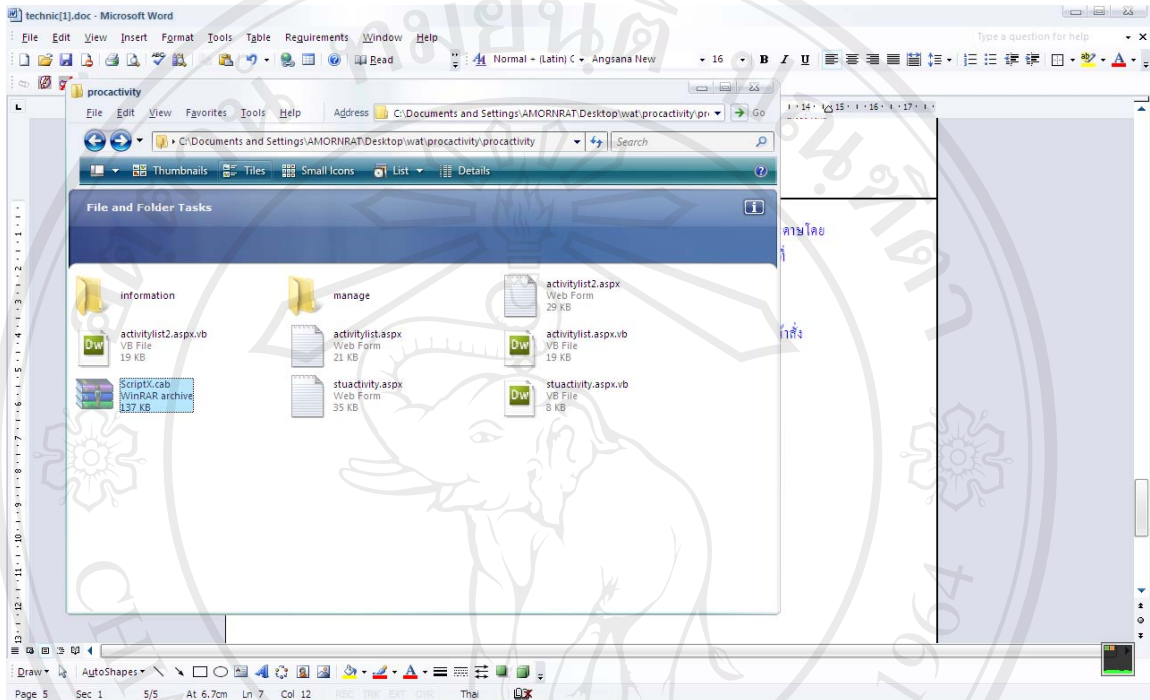 technic[1].doc - Microsoft Word
File Edit View Insert Format Tools Table Requirements Window Help
Type a question for help
Read
Normal + (Latin) C
Angsana New
16
B I U
procactivity
File Edit View Favorites Tools Help
Address C:\Documents and Settings\AMORNRAT\Desktop\wat\procactivity\pro
Go
14 15 16 17
C:\Documents and Settings\AMORNRAT\Desktop\wat\procactivity\procactivity
Search
Thumbnails Tiles Small Icons List Details
File and Folder Tasks
information
manage
activitylist2.aspx
Web Form
29 KB
activitylist2.aspx.vb
VB File
19 KB
activitylist.aspx
Web Form
21 KB
activitylist.aspx.vb
VB File
19 KB
ScriptX.cab
WinRAR archive
137 KB
stuactivity.aspx
Web Form
35 KB
stuactivity.aspx.vb
VB File
8 KB
Draw AutoShapes
Page 5 Sec 1 5/5 At 6.7cm Ln 7 Col 12 REC TRK EXT OVR Thai
1964